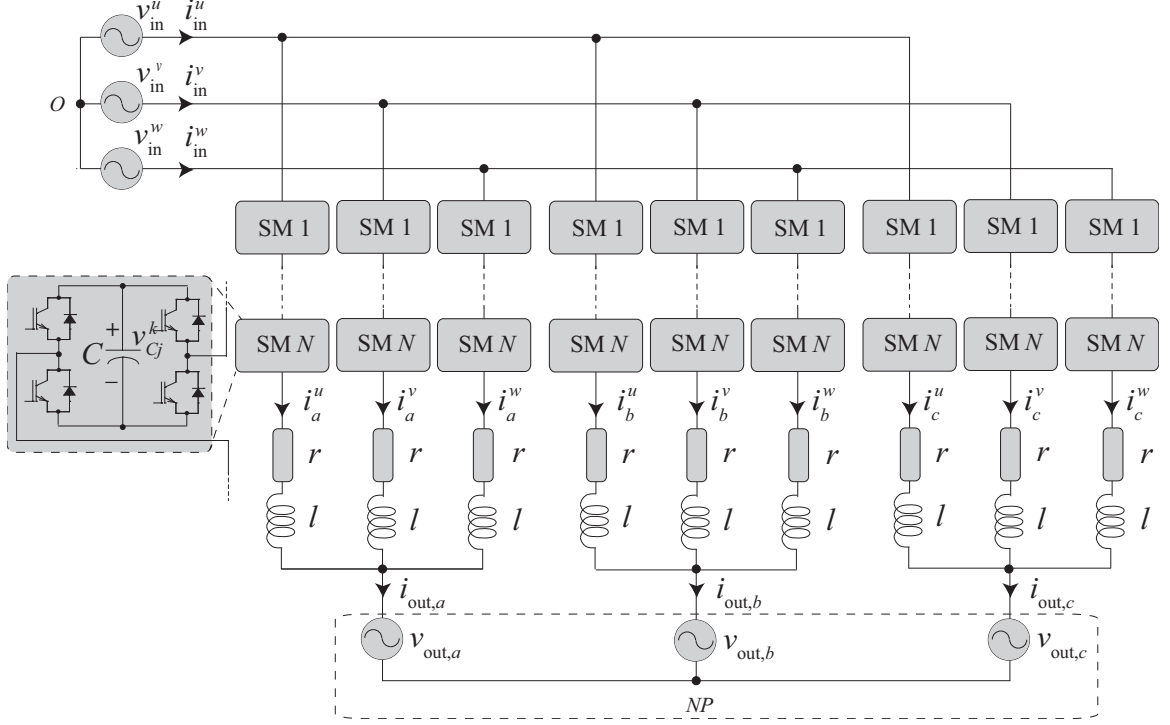 v_in^u i_in^u
v_in^v i_in^v
O
v_in^w i_in^w
SM 1 SM 1 SM 1 SM 1 SM 1 SM 1 SM 1 SM 1 SM 1
C + − v_Cj^k
SM N SM N SM N SM N SM N SM N SM N SM N SM N
i_a^u i_a^v i_a^w i_b^u i_b^v i_b^w i_c^u i_c^v i_c^w
r r r r r r r r r
l l l l l l l l l
i_out,a i_out,b i_out,c
v_out,a v_out,b v_out,c
NP